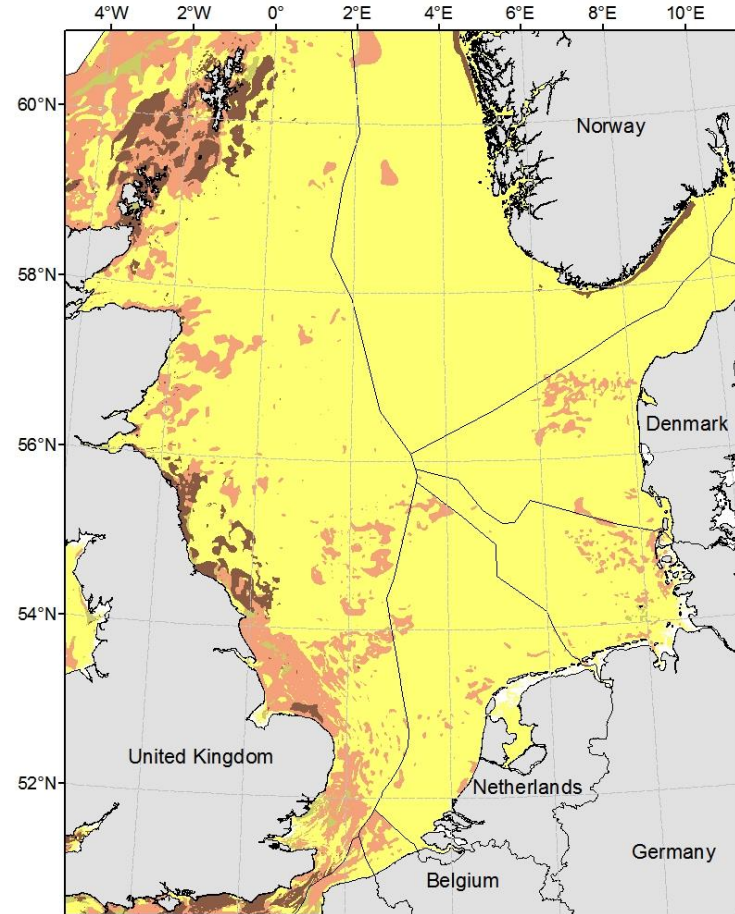 4°W 2°W 0° 2°E 4°E 6°E 8°E 10°E
60°N
Norway
58°N
Denmark
56°N
54°N
United Kingdom
52°N
Netherlands
Germany
Belgium